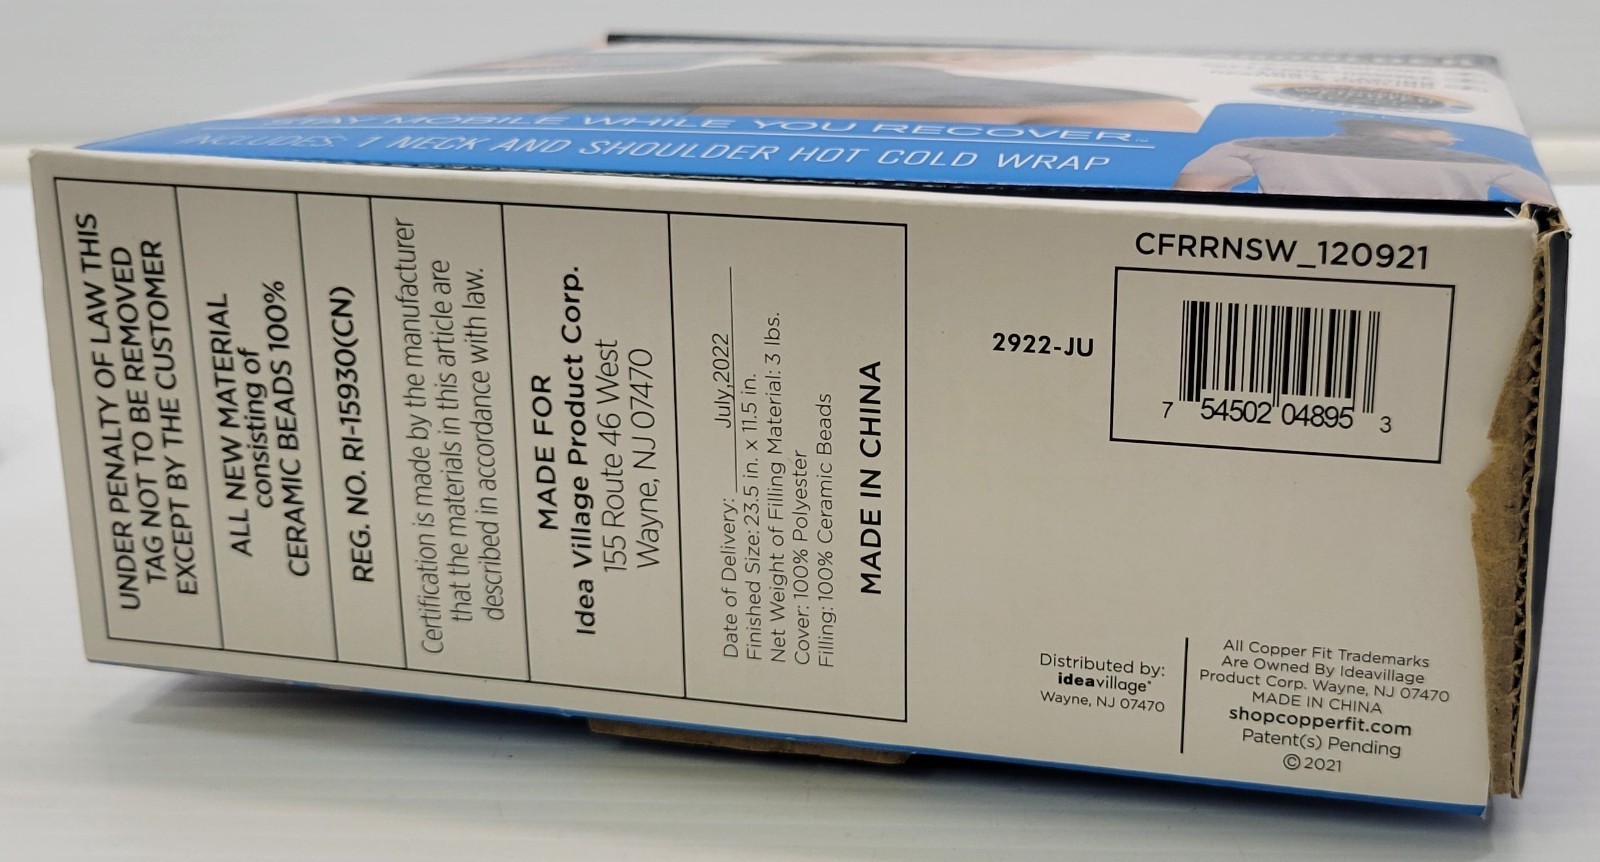 STAY MOBILE WHILE YOU RECOVER™
INCLUDES: 1 NECK AND SHOULDER HOT COLD WRAP
UNDER PENALTY OF LAW THIS
TAG NOT TO BE REMOVED
EXCEPT BY THE CUSTOMER
ALL NEW MATERIAL
consisting of
CERAMIC BEADS 100%
REG. NO. RI-15930(CN)
Certification is made by the manufacturer
that the materials in this article are
described in accordance with law.
MADE FOR
Idea Village Product Corp.
155 Route 46 West
Wayne, NJ 07470
Date of Delivery: July,2022
Finished Size: 23.5 in. x 11.5 in.
Net Weight of Filling Material: 3 lbs.
Cover: 100% Polyester
Filling: 100% Ceramic Beads
MADE IN CHINA
CFRRNSW_120921
2922-JU
7 54502 04895 3
Distributed by:
ideavillage®
Wayne, NJ 07470
All Copper Fit Trademarks
Are Owned By Ideavillage
Product Corp. Wayne, NJ 07470
MADE IN CHINA
shopcopperfit.com
Patent(s) Pending
©2021